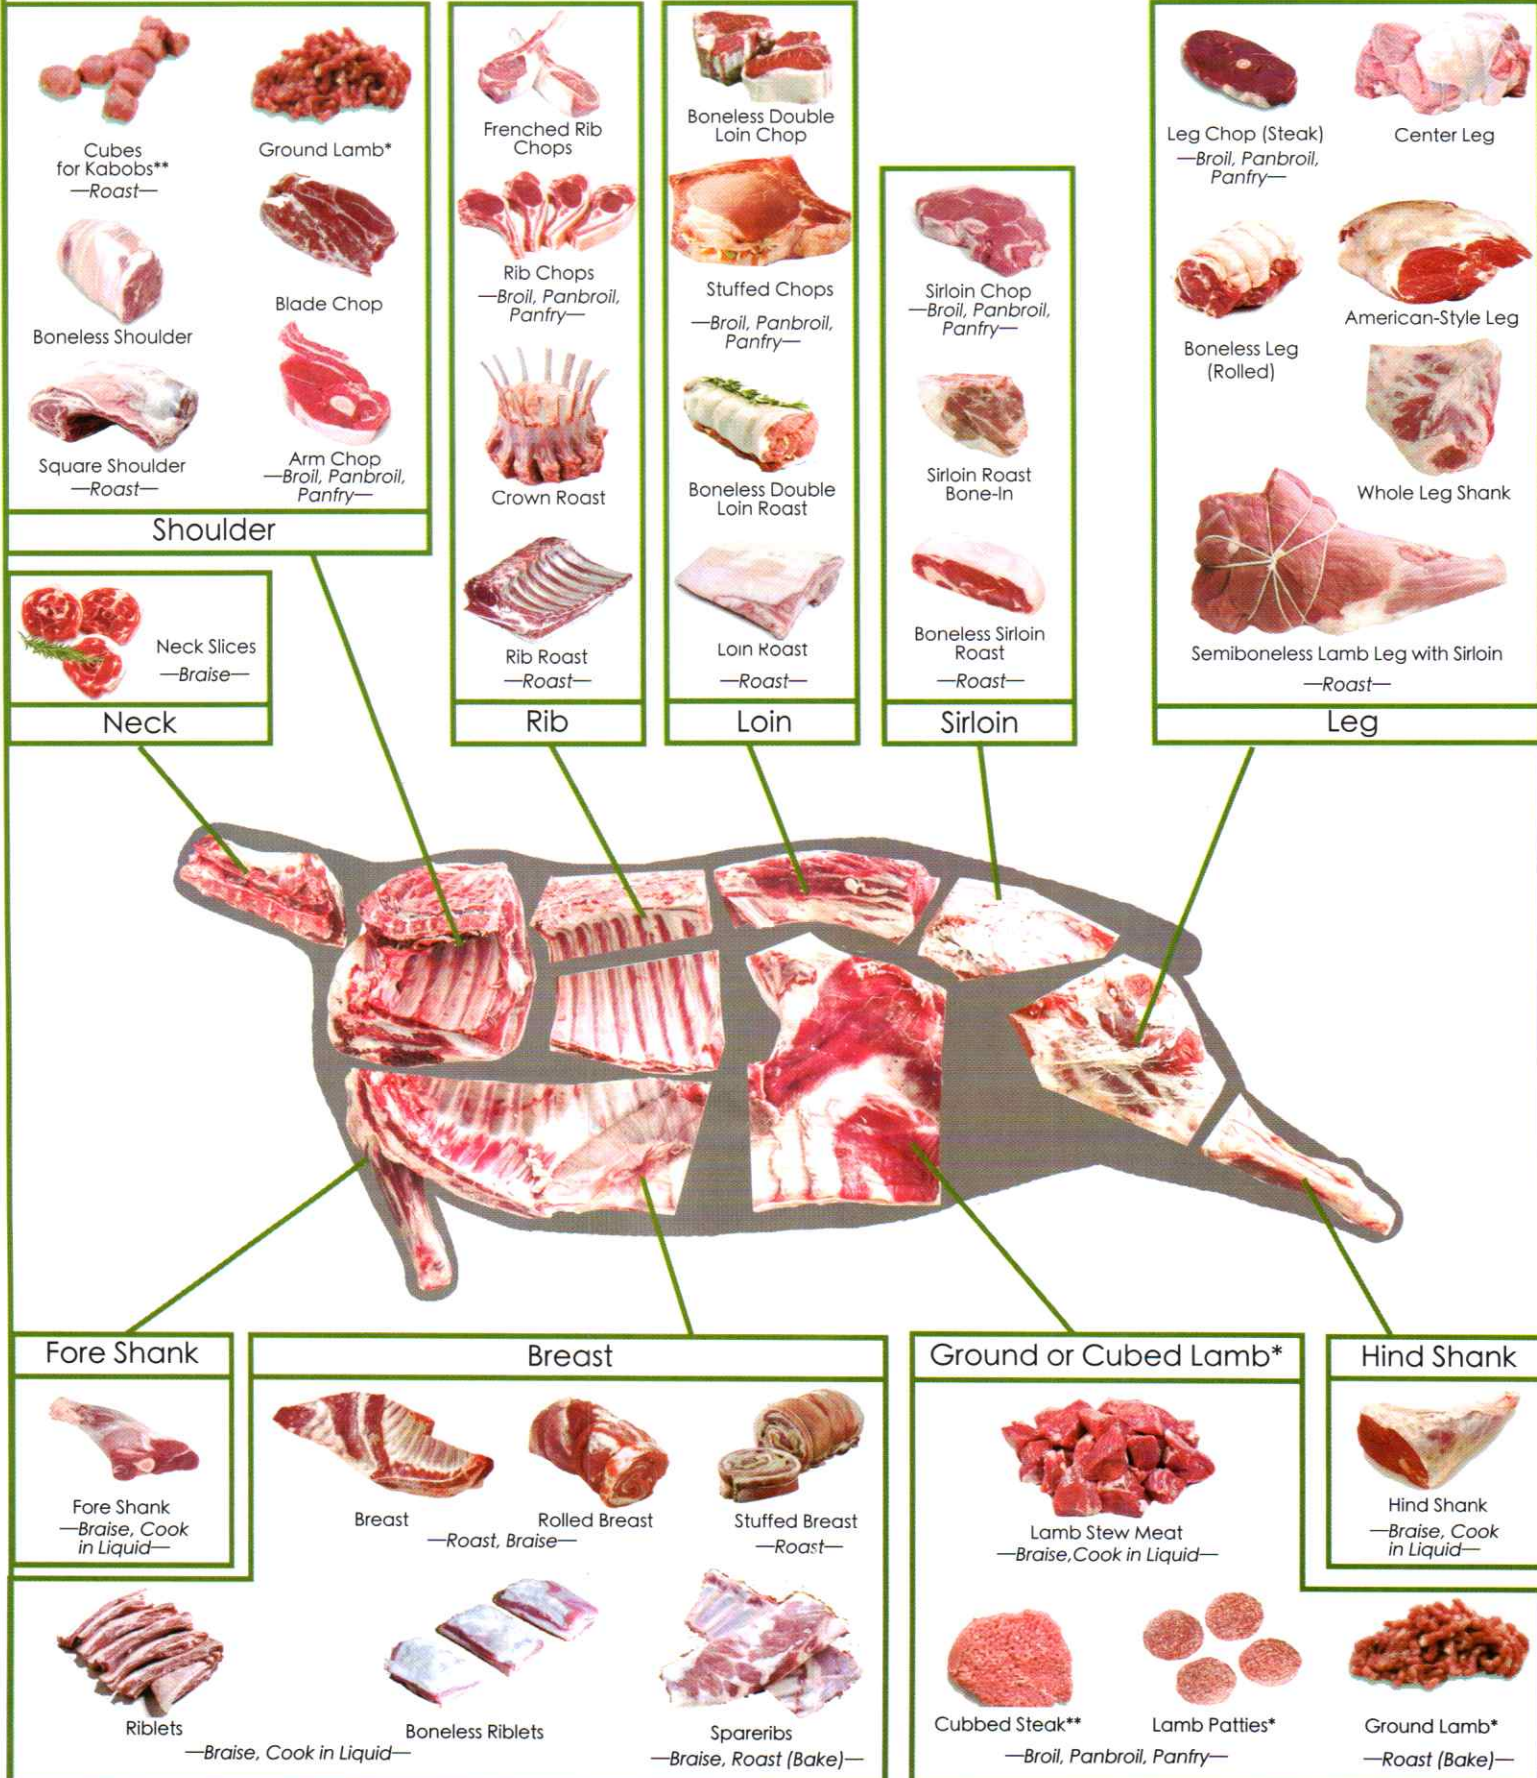 Cubes
for Kabobs**
—Roast—
Ground Lamb*
Boneless Shoulder
Blade Chop
Square Shoulder
—Roast—
Arm Chop
—Broil, Panbroil,
Panfry—
Shoulder
Neck Slices
—Braise—
Neck
Frenched Rib
Chops
Rib Chops
—Broil, Panbroil,
Panfry—
Crown Roast
Rib Roast
—Roast—
Rib
Boneless Double
Loin Chop
Stuffed Chops
—Broil, Panbroil,
Panfry—
Boneless Double
Loin Roast
Loin Roast
—Roast—
Loin
Sirloin Chop
—Broil, Panbroil,
Panfry—
Sirloin Roast
Bone-In
Boneless Sirloin
Roast
—Roast—
Sirloin
Leg Chop (Steak)
—Broil, Panbroil,
Panfry—
Center Leg
Boneless Leg
(Rolled)
American-Style Leg
Whole Leg Shank
Semiboneless Lamb Leg with Sirloin
—Roast—
Leg
Fore Shank
Fore Shank
—Braise, Cook
in Liquid—
Breast
Breast
Rolled Breast
—Roast, Braise—
Stuffed Breast
—Roast—
Riblets
Boneless Riblets
—Braise, Cook in Liquid—
Spareribs
—Braise, Roast (Bake)—
Ground or Cubed Lamb*
Lamb Stew Meat
—Braise,Cook in Liquid—
Cubbed Steak**
Lamb Patties*
—Broil, Panbroil, Panfry—
Ground Lamb*
—Roast (Bake)—
Hind Shank
Hind Shank
—Braise, Cook
in Liquid—